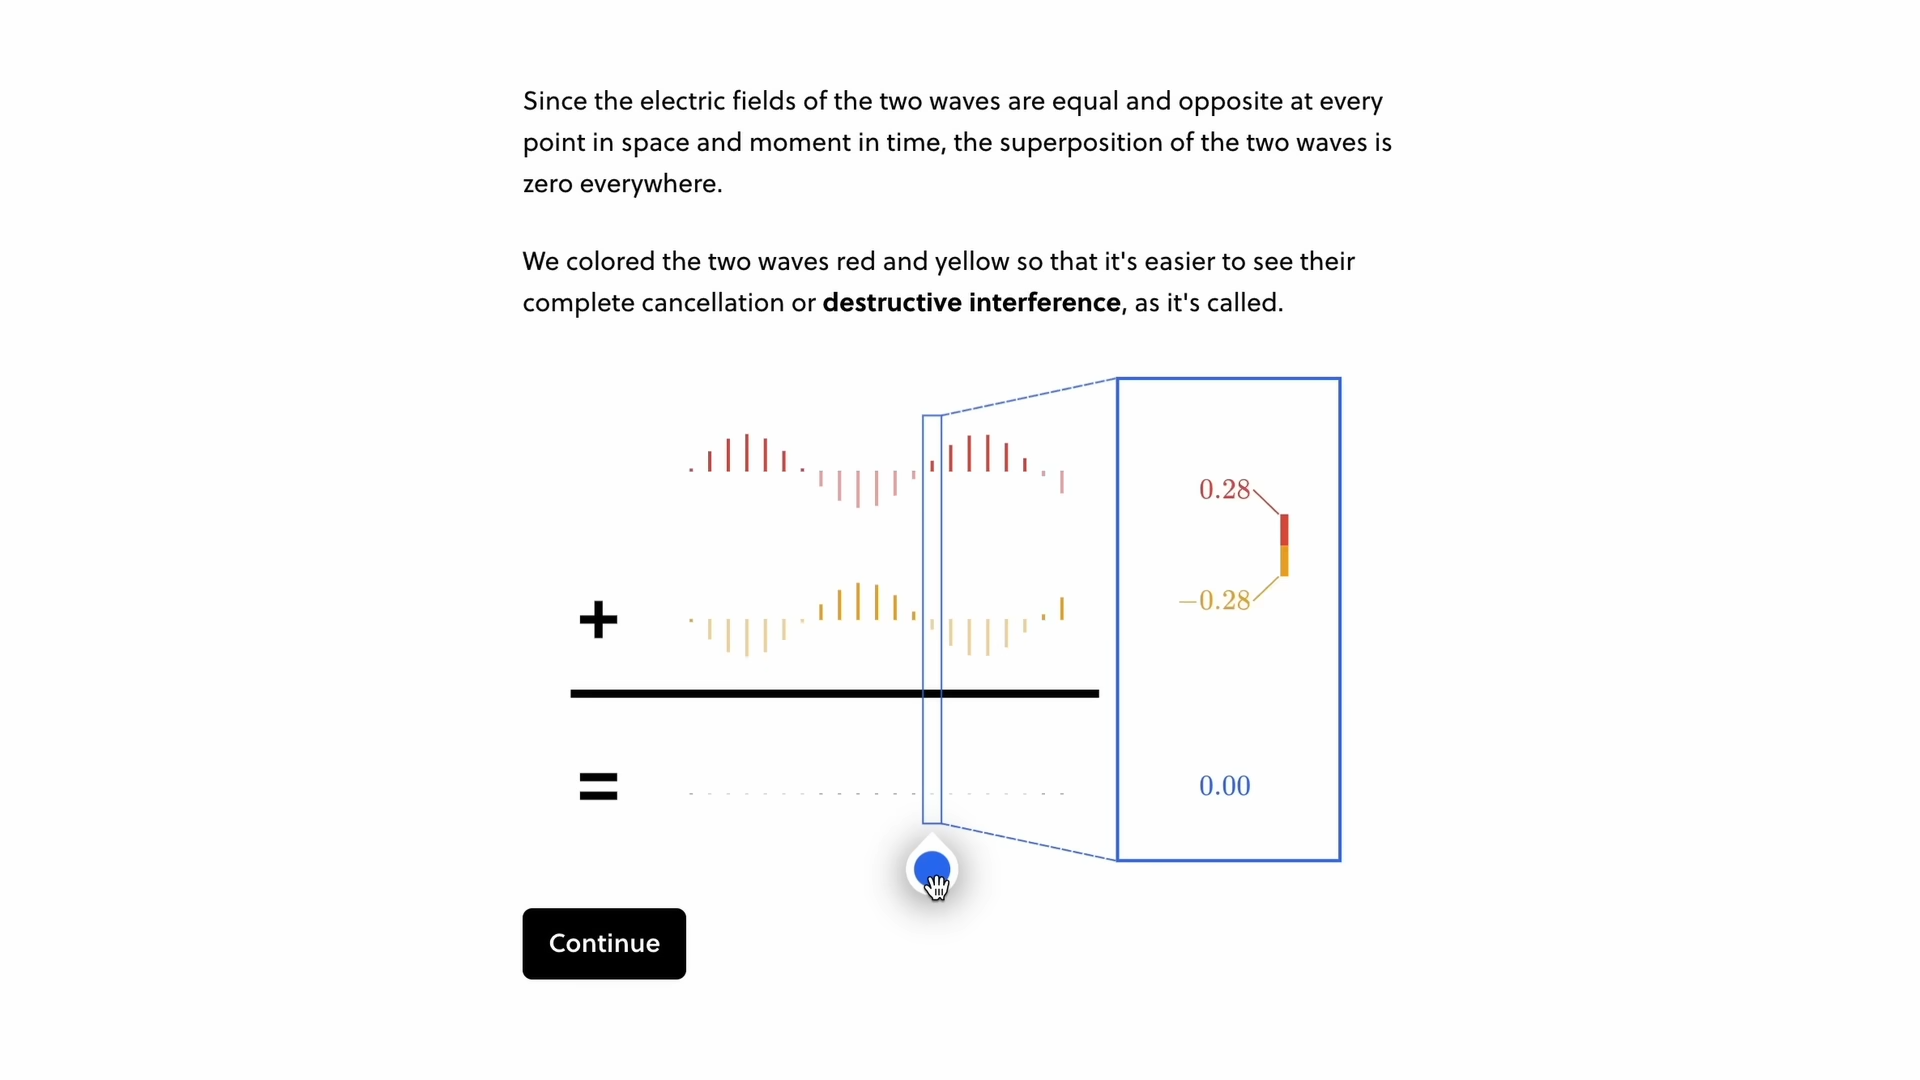 Since the electric fields of the two waves are equal and opposite at every
point in space and moment in time, the superposition of the two waves is
zero everywhere.
We colored the two waves red and yellow so that it's easier to see their
complete cancellation or destructive interference, as it's called.
0.28
+
−0.28
=
0.00
Continue